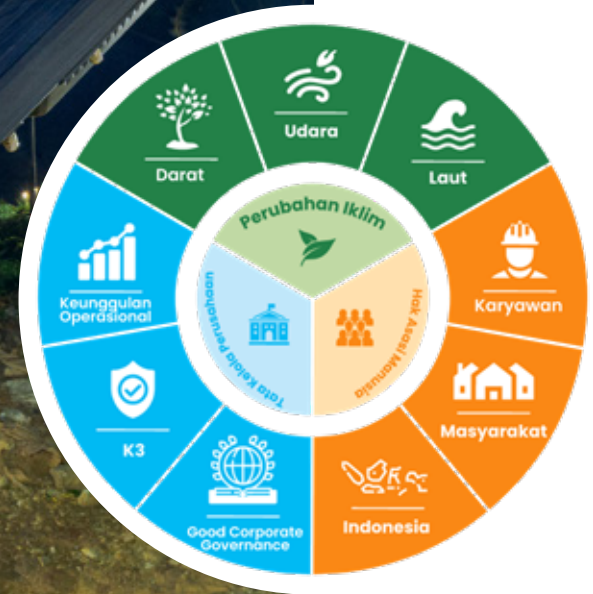 Udara
Darat
Laut
Perubahan Iklim
Keunggulan
Operasional
Tata Kelola Perusahaan
Hak Asasi Manusia
Karyawan
K3
Masyarakat
Good Corporate
Governance
Indonesia